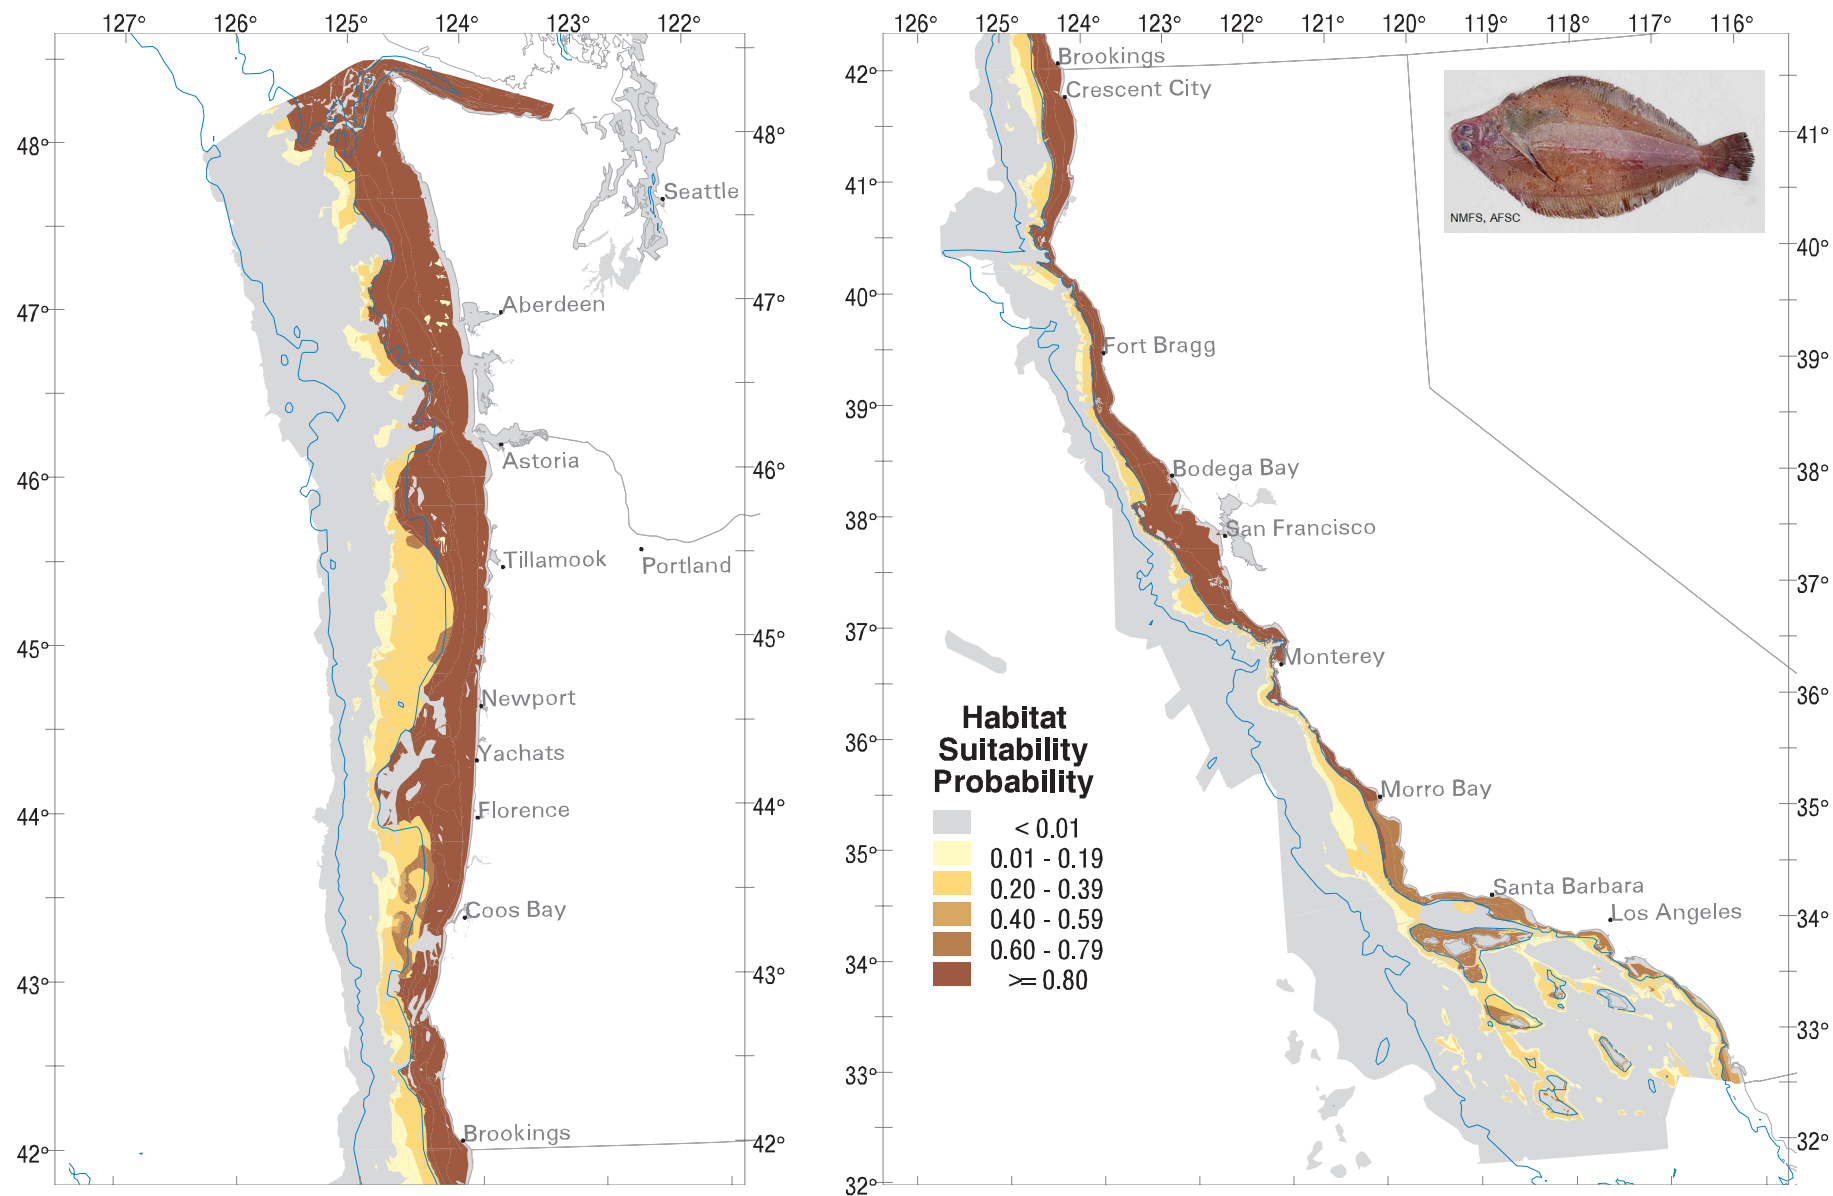 127° 126° 125° 124° 123° 122°
48°
47°
46°
45°
44°
43°
42°
48°
47°
46°
45°
44°
43°
42°
Seattle
Aberdeen
Astoria
Tillamook
Portland
Newport
Yachats
Florence
Coos Bay
Brookings
126° 125° 124° 123° 122° 121° 120° 119° 118° 117° 116°
42°
41°
40°
39°
38°
37°
36°
35°
34°
33°
32°
41°
40°
39°
38°
37°
36°
35°
34°
33°
32°
Brookings
Crescent City
NMFS, AFSC
Fort Bragg
Bodega Bay
San Francisco
Monterey
Morro Bay
Santa Barbara
Los Angeles
Habitat
Suitability
Probability
< 0.01
0.01 - 0.19
0.20 - 0.39
0.40 - 0.59
0.60 - 0.79
>= 0.80